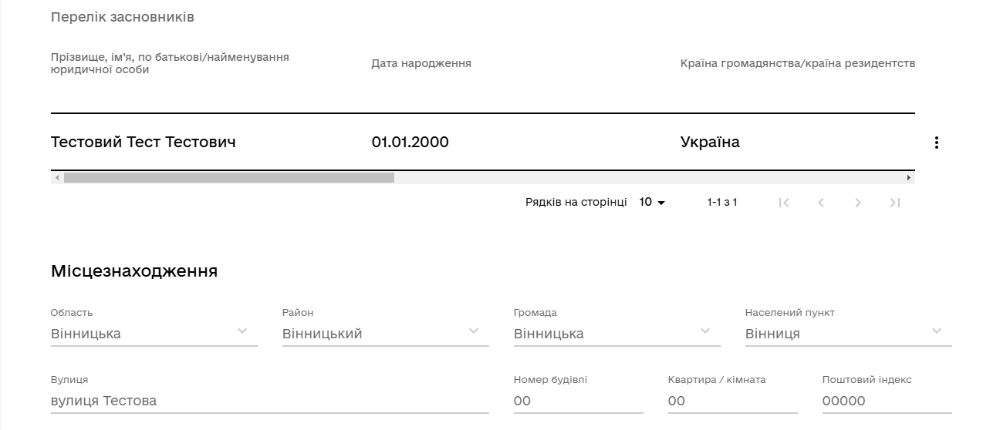 Перелік засновників
Прізвище, ім’я, по батькові/найменування
юридичної особи
Дата народження
Країна громадянства/країна резидентств
Тестовий Тест Тестович
01.01.2000
Україна
Рядків на сторінці 10 1-1 з 1
Місцезнаходження
Область Район Громада Населений пункт
Вінницька Вінницький Вінницька Вінниця
Вулиця Номер будівлі Квартира / кімната Поштовий індекс
вулиця Тестова 00 00 00000